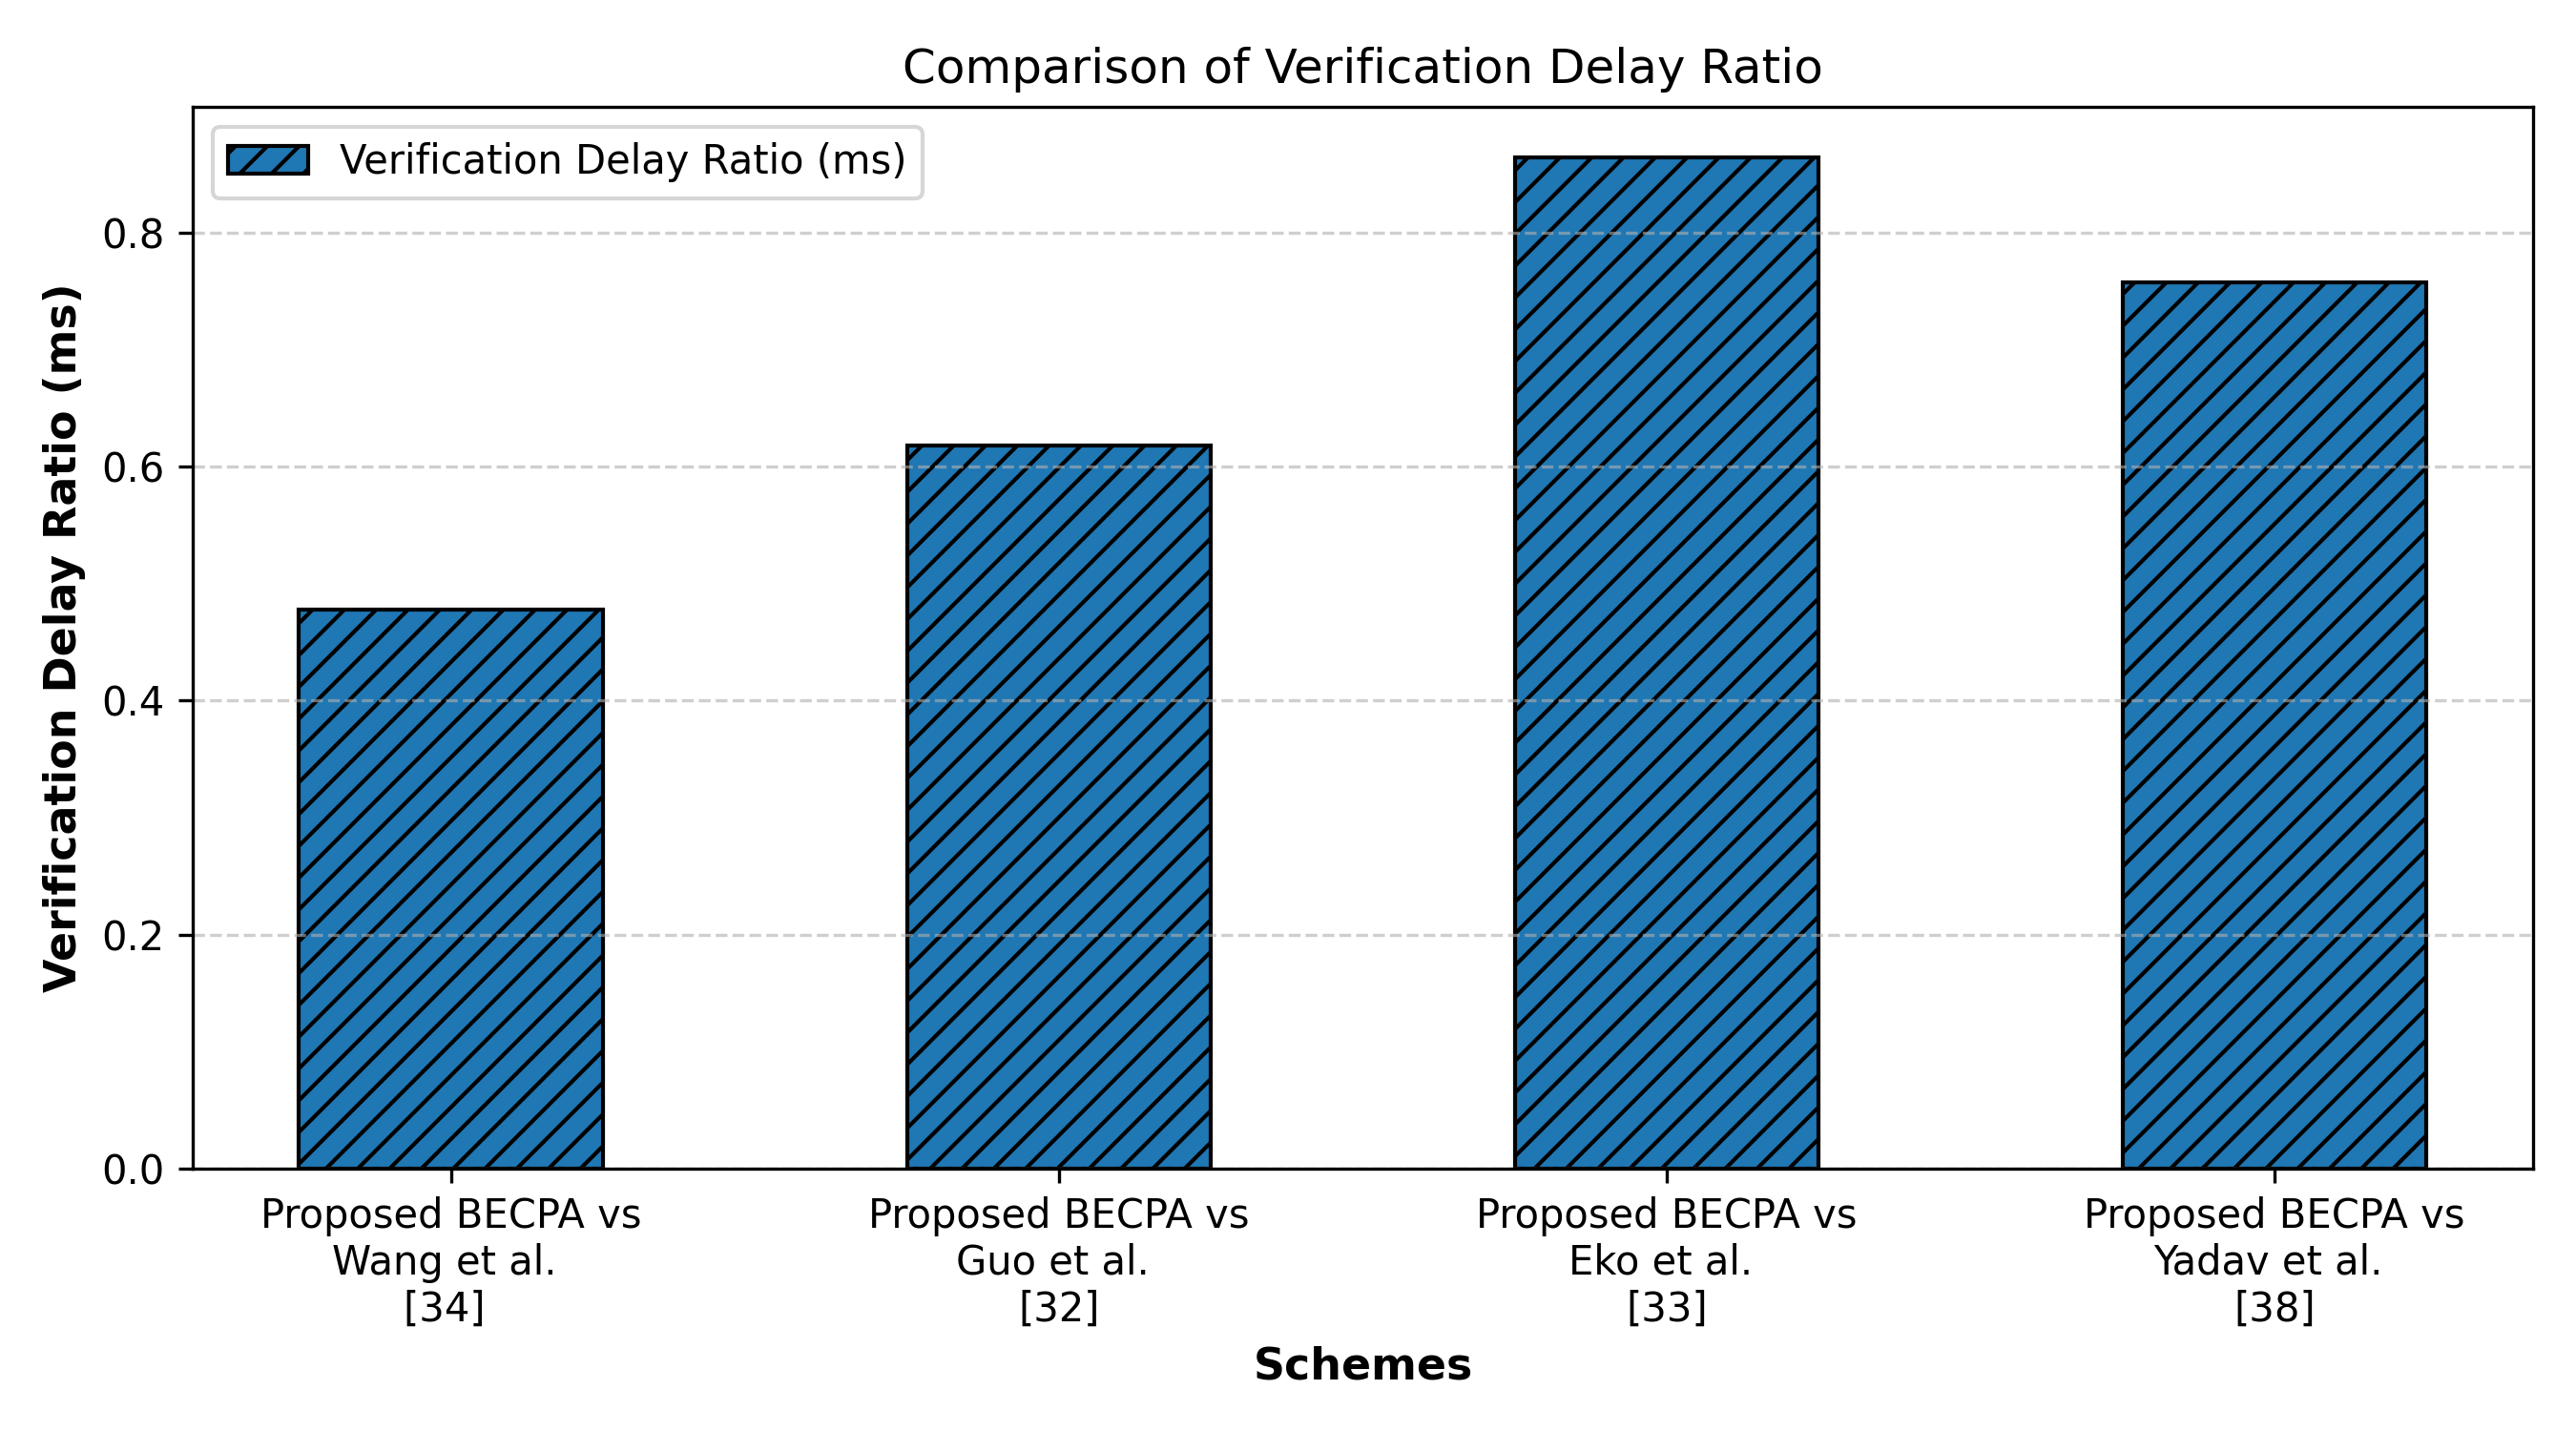 Comparison of Verification Delay Ratio
Verification Delay Ratio (ms)
Verification Delay Ratio (ms)
0.8
0.6
0.4
0.2
0.0
Proposed BECPA vs
Wang et al.
[34]
Proposed BECPA vs
Guo et al.
[32]
Proposed BECPA vs
Eko et al.
[33]
Proposed BECPA vs
Yadav et al.
[38]
Schemes